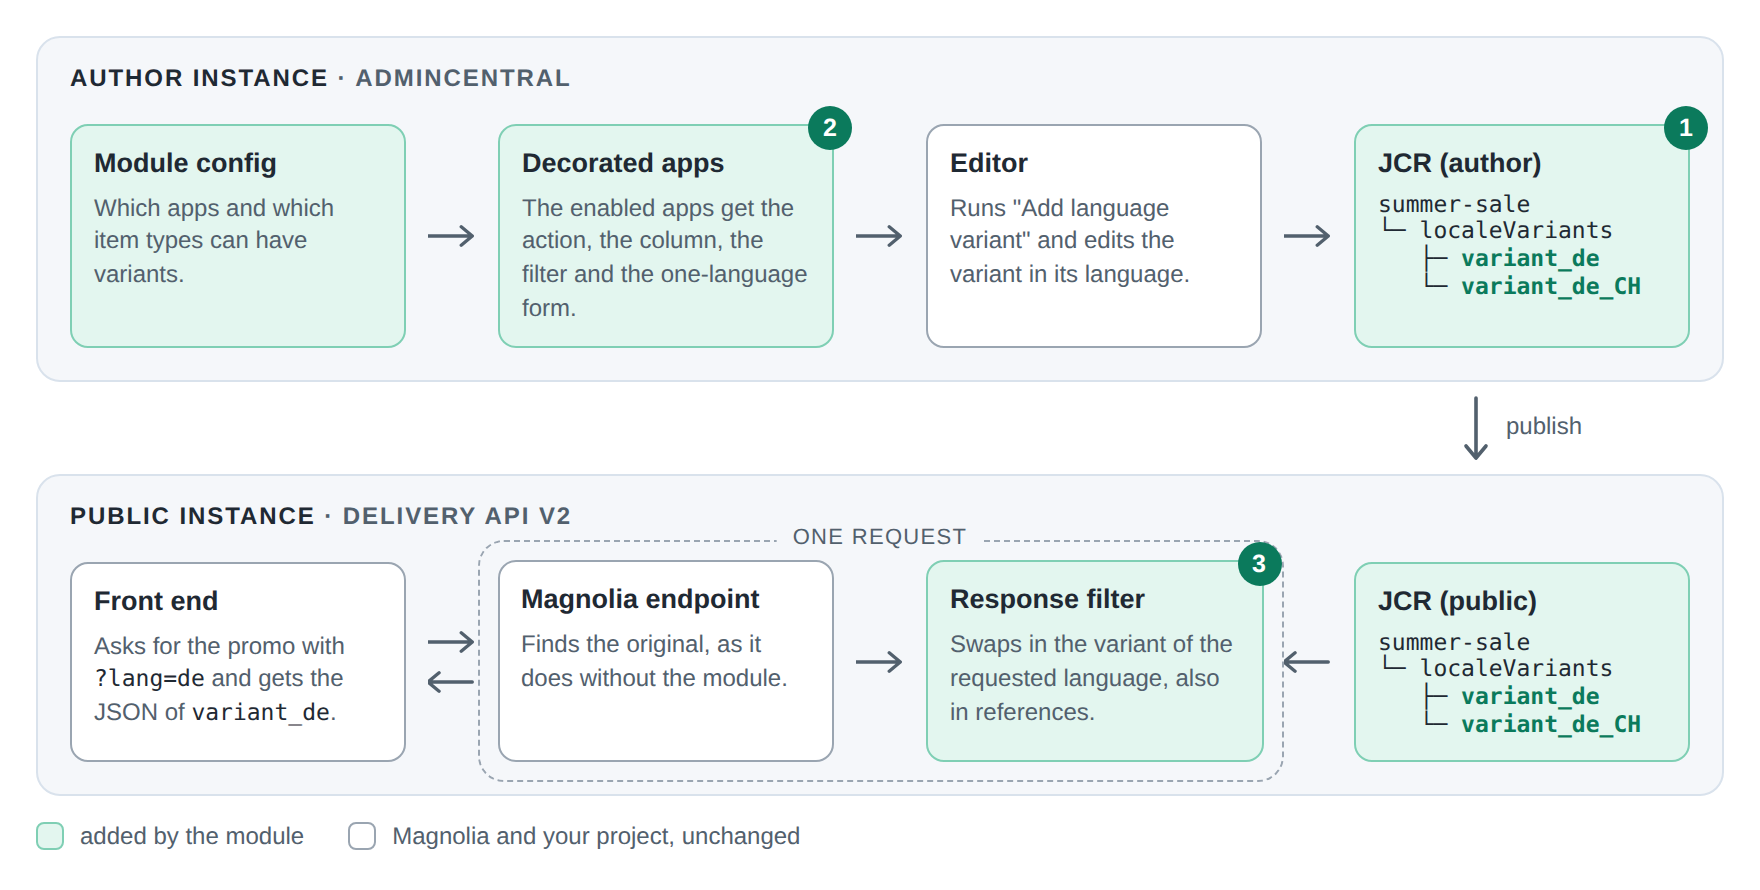 AUTHOR INSTANCE · ADMINCENTRAL
Module config
Which apps and which
item types can have
variants.
2
Decorated apps
The enabled apps get the
action, the column, the
filter and the one-language
form.
Editor
Runs "Add language
variant" and edits the
variant in its language.
1
JCR (author)
summer-sale
└─ localeVariants
├─ variant_de
└─ variant_de_CH
publish
PUBLIC INSTANCE · DELIVERY API V2
ONE REQUEST
Front end
Asks for the promo with
?lang=de and gets the
JSON of variant_de.
Magnolia endpoint
Finds the original, as it
does without the module.
3
Response filter
Swaps in the variant of the
requested language, also
in references.
JCR (public)
summer-sale
└─ localeVariants
├─ variant_de
└─ variant_de_CH
added by the module
Magnolia and your project, unchanged